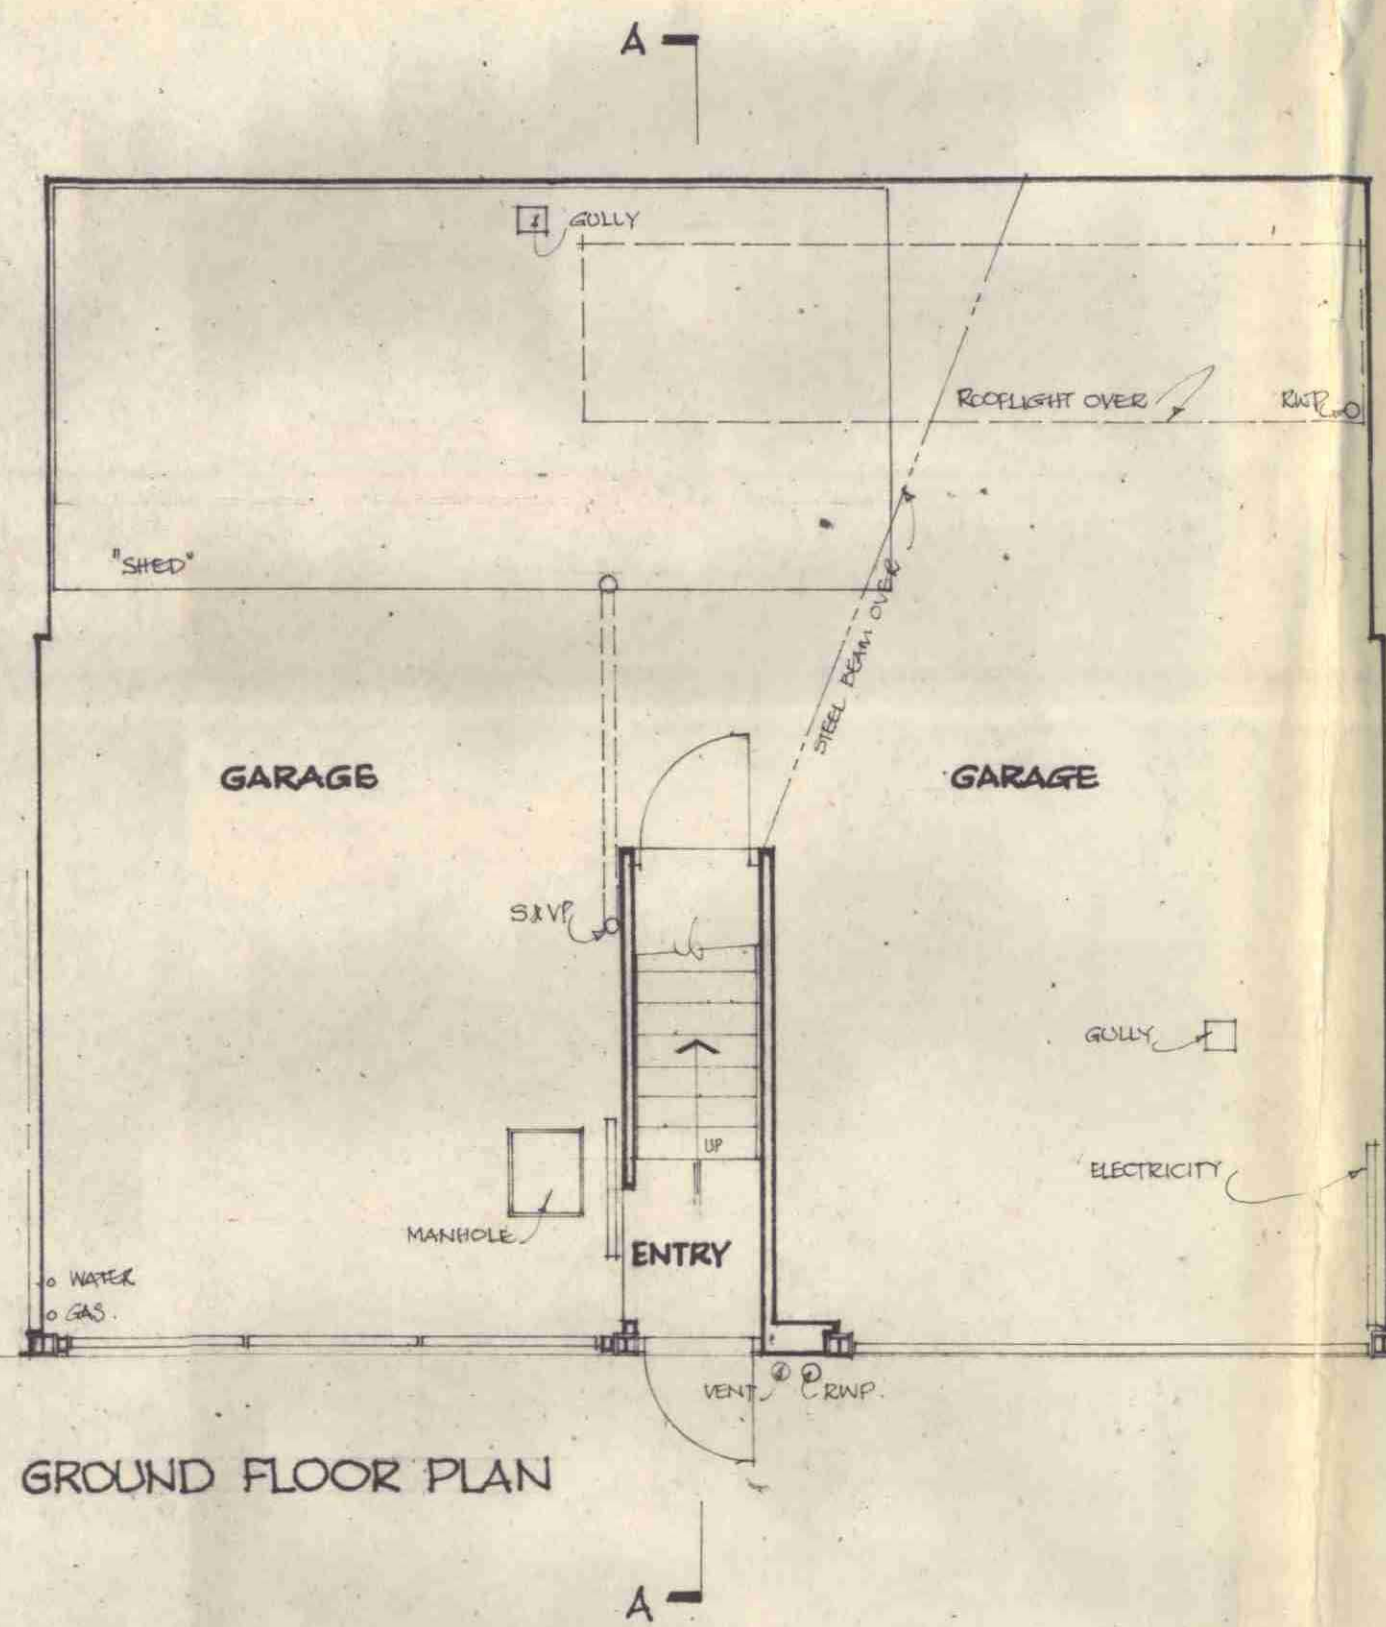 A
GULLY
ROOFLIGHT OVER
RWP
"SHED"
STEEL BEAM OVER
GARAGE
GARAGE
S&VP
GULLY
UP
ELECTRICITY
MANHOLE
ENTRY
WATER
GAS.
VENT
RWP.
GROUND FLOOR PLAN
A